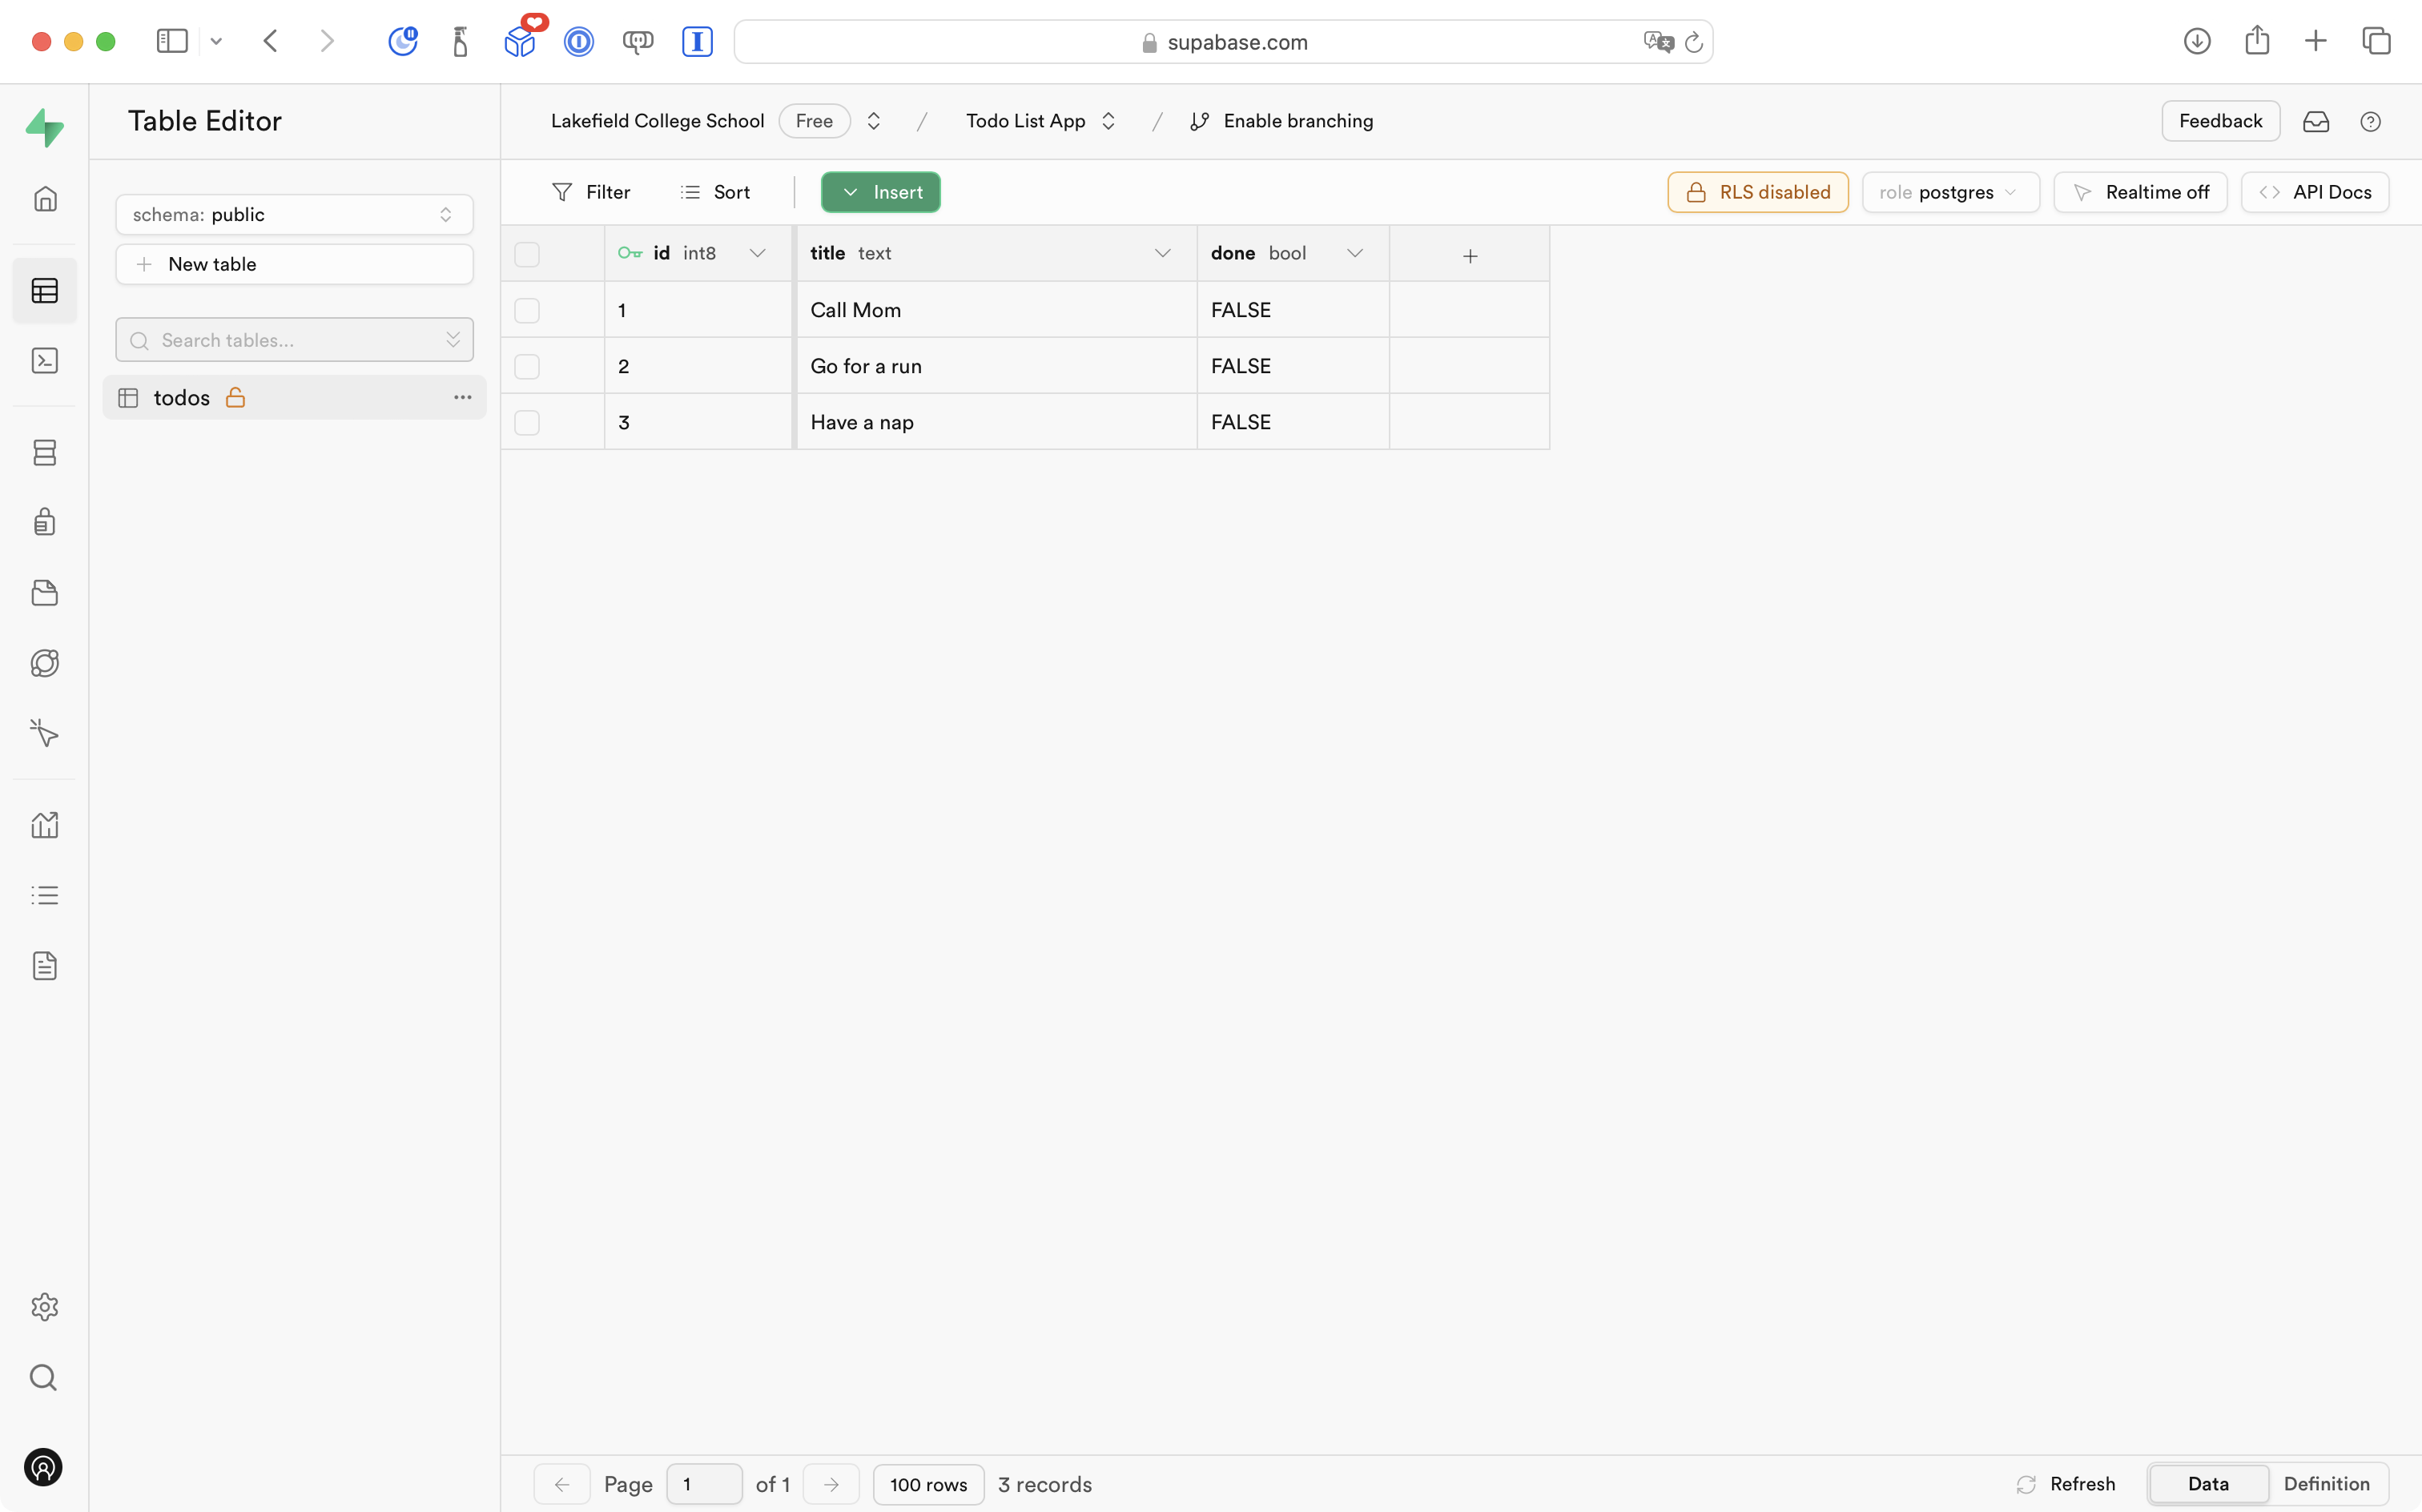 supabase.com
Table Editor
Lakefield College School Free / Todo List App / Enable branching
Feedback
schema: public
New table
Search tables...
todos
Filter Sort Insert
RLS disabled role postgres Realtime off API Docs
id int8 title text done bool
1 Call Mom FALSE
2 Go for a run FALSE
3 Have a nap FALSE
Page 1 of 1 100 rows 3 records
Refresh Data Definition